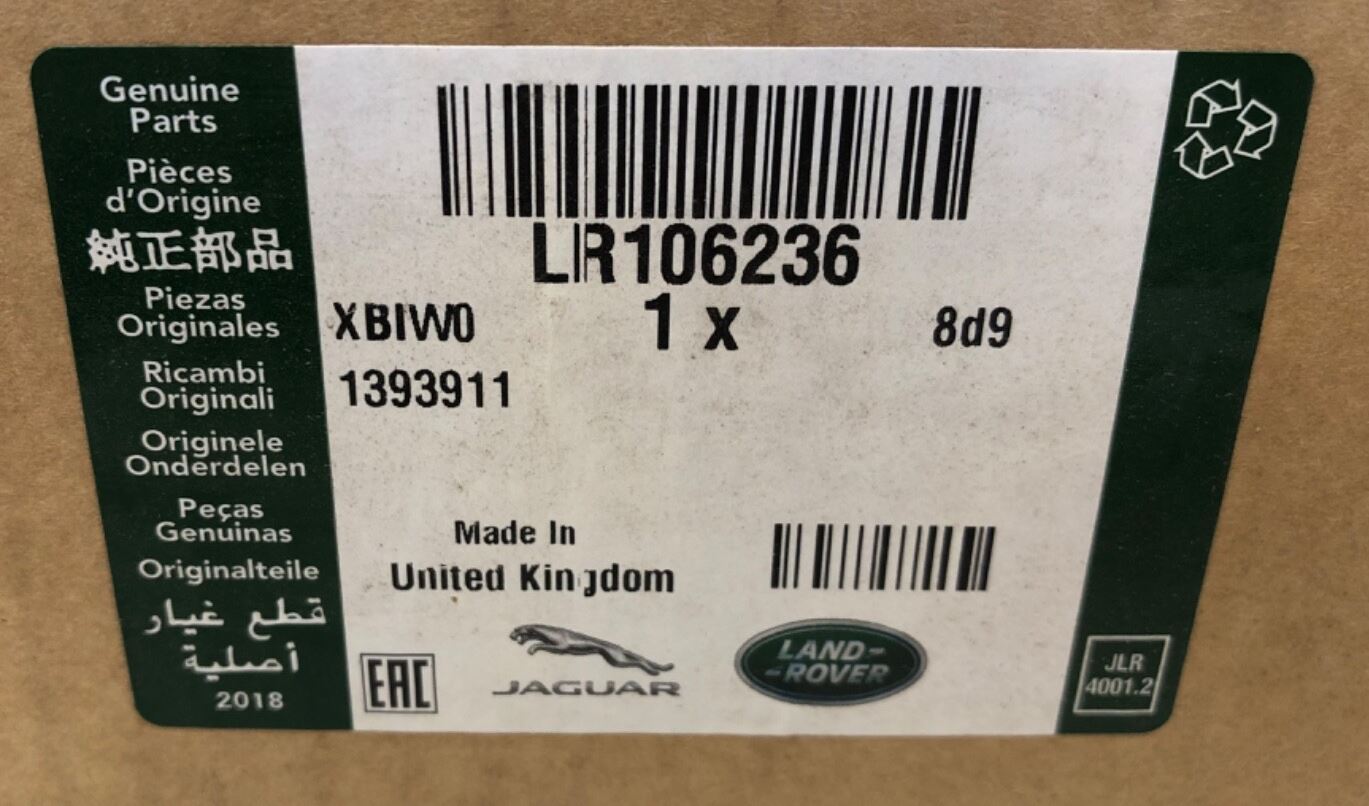 Genuine
Parts
Pièces
d'Origine
純正部品
Piezas
Originales
Ricambi
Originali
Originele
Onderdelen
Peças
Genuinas
Originalteile
قطع غيار
أصلية
2018
LR106236
XBIW0
1 x
8d9
1393911
Made In
United Kingdom
EAC
JAGUAR
LAND-
-ROVER
JLR
4001.2